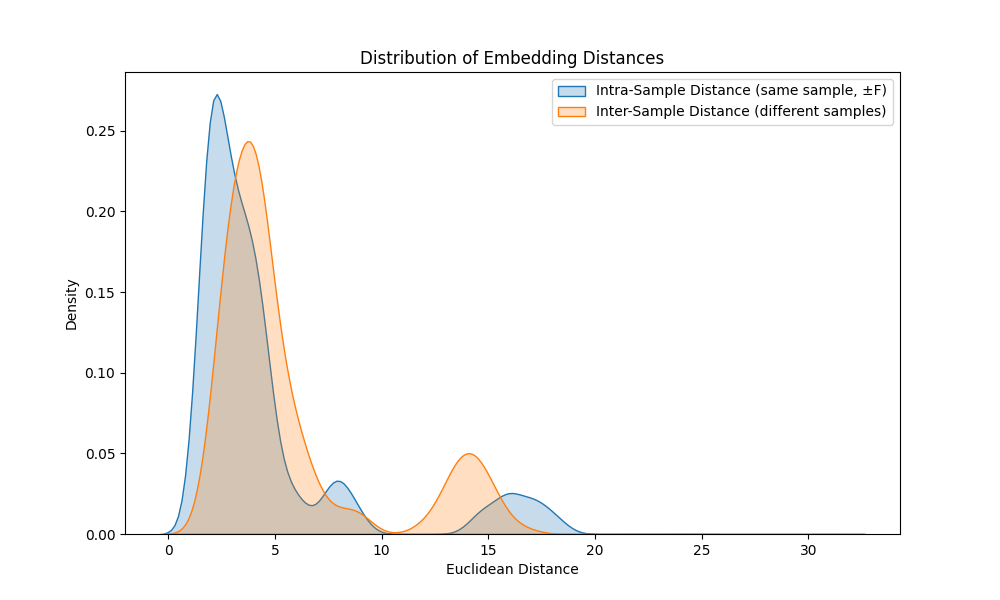 Distribution of Embedding Distances
Intra-Sample Distance (same sample, ±F)
Inter-Sample Distance (different samples)
Density
0.25
0.20
0.15
0.10
0.05
0.00
0 5 10 15 20 25 30
Euclidean Distance